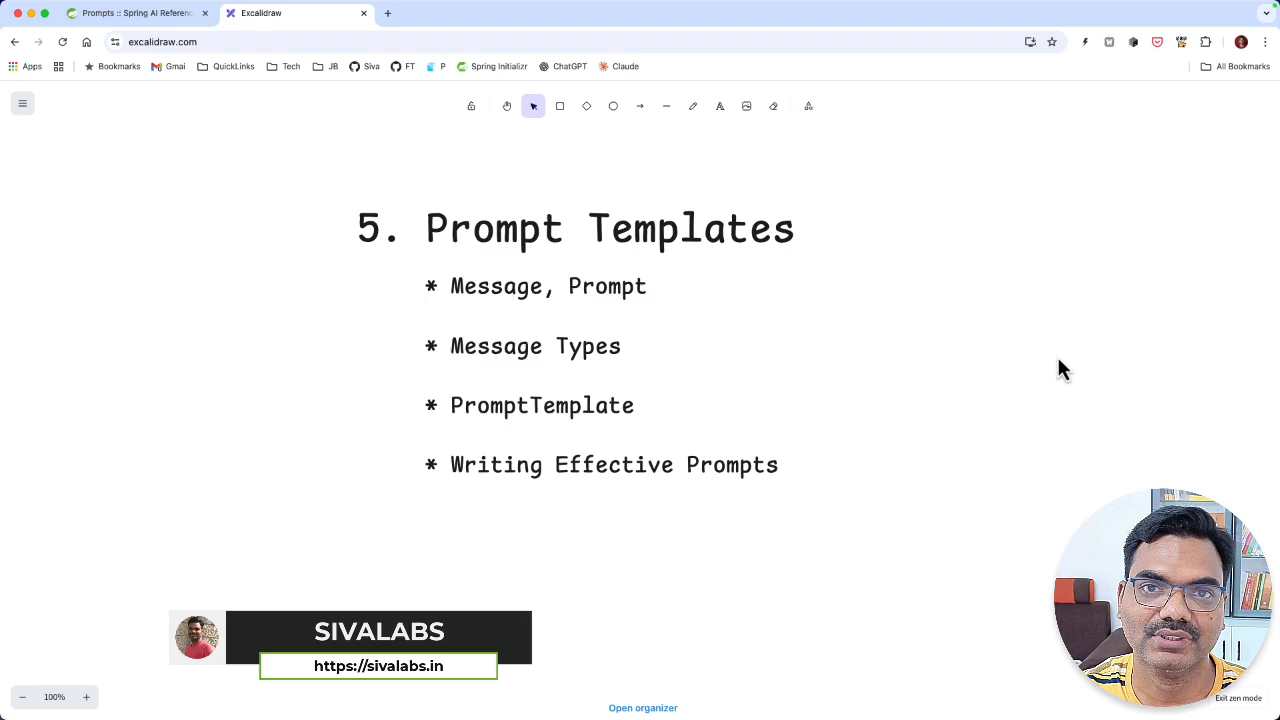 Prompts :: Spring AI Referenc
Excalidraw
excalidraw.com
Apps
Bookmarks
Gmai
QuickLinks
Tech
JB
Siva
FT
P
Spring Initializr
ChatGPT
Claude
All Bookmarks
5. Prompt Templates
* Message, Prompt
* Message Types
* PromptTemplate
* Writing Effective Prompts
SIVALABS
https://sivalabs.in
100%
Open organizer
Exit zen mode